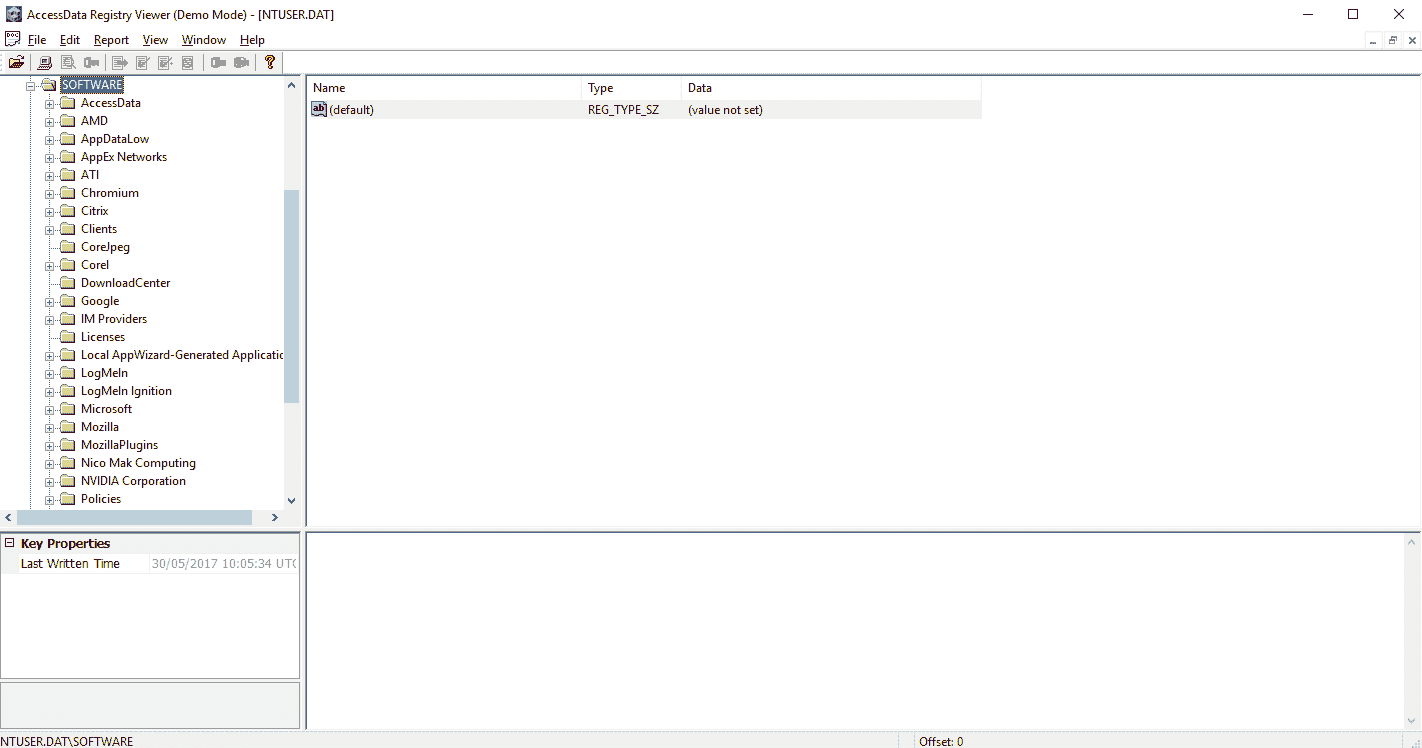 AccessData Registry Viewer (Demo Mode) - [NTUSER.DAT]
File Edit Report View Window Help
SOFTWARE
AccessData
AMD
AppDataLow
AppEx Networks
ATI
Chromium
Citrix
Clients
CoreJpeg
Corel
DownloadCenter
Google
IM Providers
Licenses
Local AppWizard-Generated Applicatic
LogMeIn
LogMeIn Ignition
Microsoft
Mozilla
MozillaPlugins
Nico Mak Computing
NVIDIA Corporation
Policies
Name Type Data
ab (default) REG_TYPE_SZ (value not set)
Key Properties
Last Written Time 30/05/2017 10:05:34 UTC
NTUSER.DAT\SOFTWARE Offset: 0